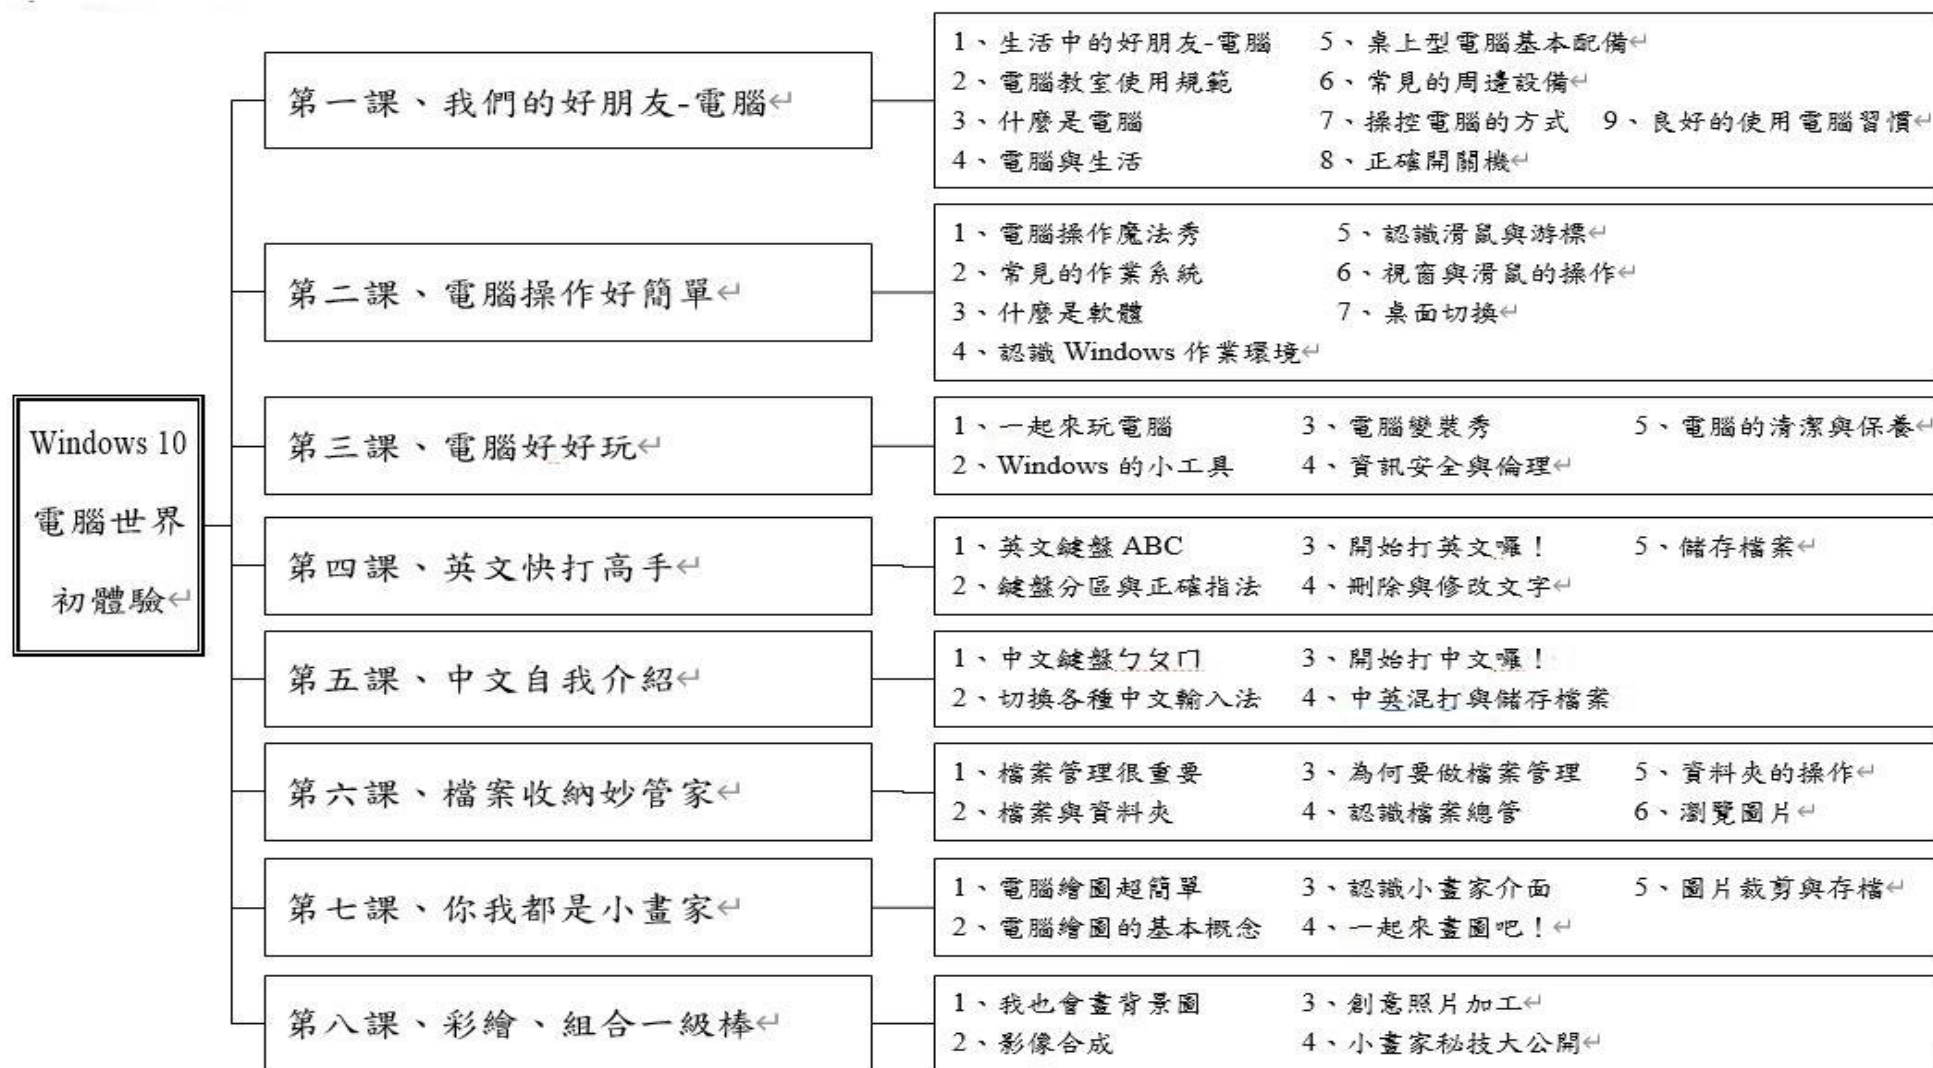 Windows 10
電腦世界
初體驗
第一課、我們的好朋友-電腦
1、生活中的好朋友-電腦 5、桌上型電腦基本配備
2、電腦教室使用規範 6、常見的周邊設備
3、什麼是電腦 7、操控電腦的方式 9、良好的使用電腦習慣
4、電腦與生活 8、正確開關機
第二課、電腦操作好簡單
1、電腦操作魔法秀 5、認識滑鼠與游標
2、常見的作業系統 6、視窗與滑鼠的操作
3、什麼是軟體 7、桌面切換
4、認識 Windows 作業環境
第三課、電腦好好玩
1、一起來玩電腦 3、電腦變裝秀 5、電腦的清潔與保養
2、Windows 的小工具 4、資訊安全與倫理
第四課、英文快打高手
1、英文鍵盤 ABC 3、開始打英文囉！ 5、儲存檔案
2、鍵盤分區與正確指法 4、刪除與修改文字
第五課、中文自我介紹
1、中文鍵盤ㄅㄆㄇ 3、開始打中文囉！
2、切換各種中文輸入法 4、中英混打與儲存檔案
第六課、檔案收納妙管家
1、檔案管理很重要 3、為何要做檔案管理 5、資料夾的操作
2、檔案與資料夾 4、認識檔案總管 6、瀏覽圖片
第七課、你我都是小畫家
1、電腦繪圖超簡單 3、認識小畫家介面 5、圖片裁剪與存檔
2、電腦繪圖的基本概念 4、一起來畫圖吧！
第八課、彩繪、組合一級棒
1、我也會畫背景圖 3、創意照片加工
2、影像合成 4、小畫家秘技大公開